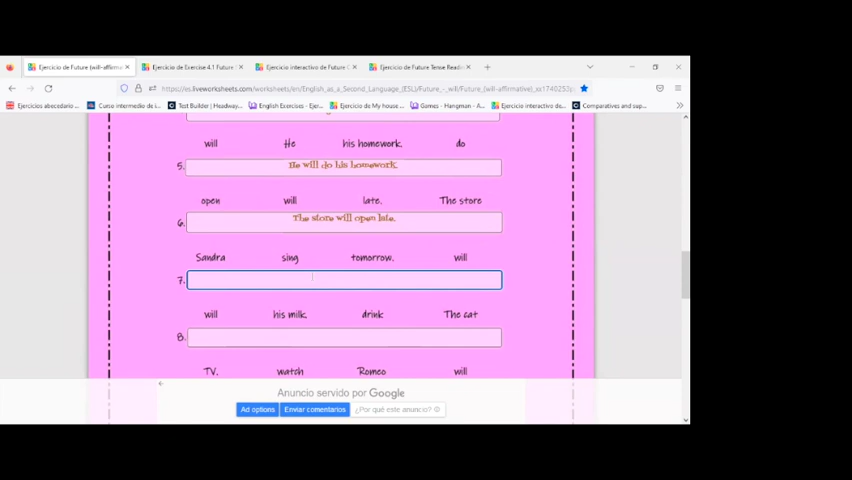 Ejercicio de Future (will-affirmat
Ejercicio de Exercise 4.1 Future
Ejercicio interactivo de Future
Ejercicio de Future Tense Readi
https://es.liveworksheets.com/worksheets/en/English_as_a_Second_Language_(ESL)/Future_-_will/Future_(will-affirmative)_xx1740253
Ejercicios abecedario
Curso intermedio de i
Test Builder | Headway
English Exercises - Ejer
Ejercicio de My house
Games - Hangman - A
Ejercicio interactivo de
Comparatives and sup
will He his homework. do
5. He will do his homework.
open will late. The store
6. The store will open late.
Sandra sing tomorrow. will
7.
will his milk. drink The cat
8.
TV. watch Romeo will
Anuncio servido por Google
Ad options Enviar comentarios ¿Por qué este anuncio?